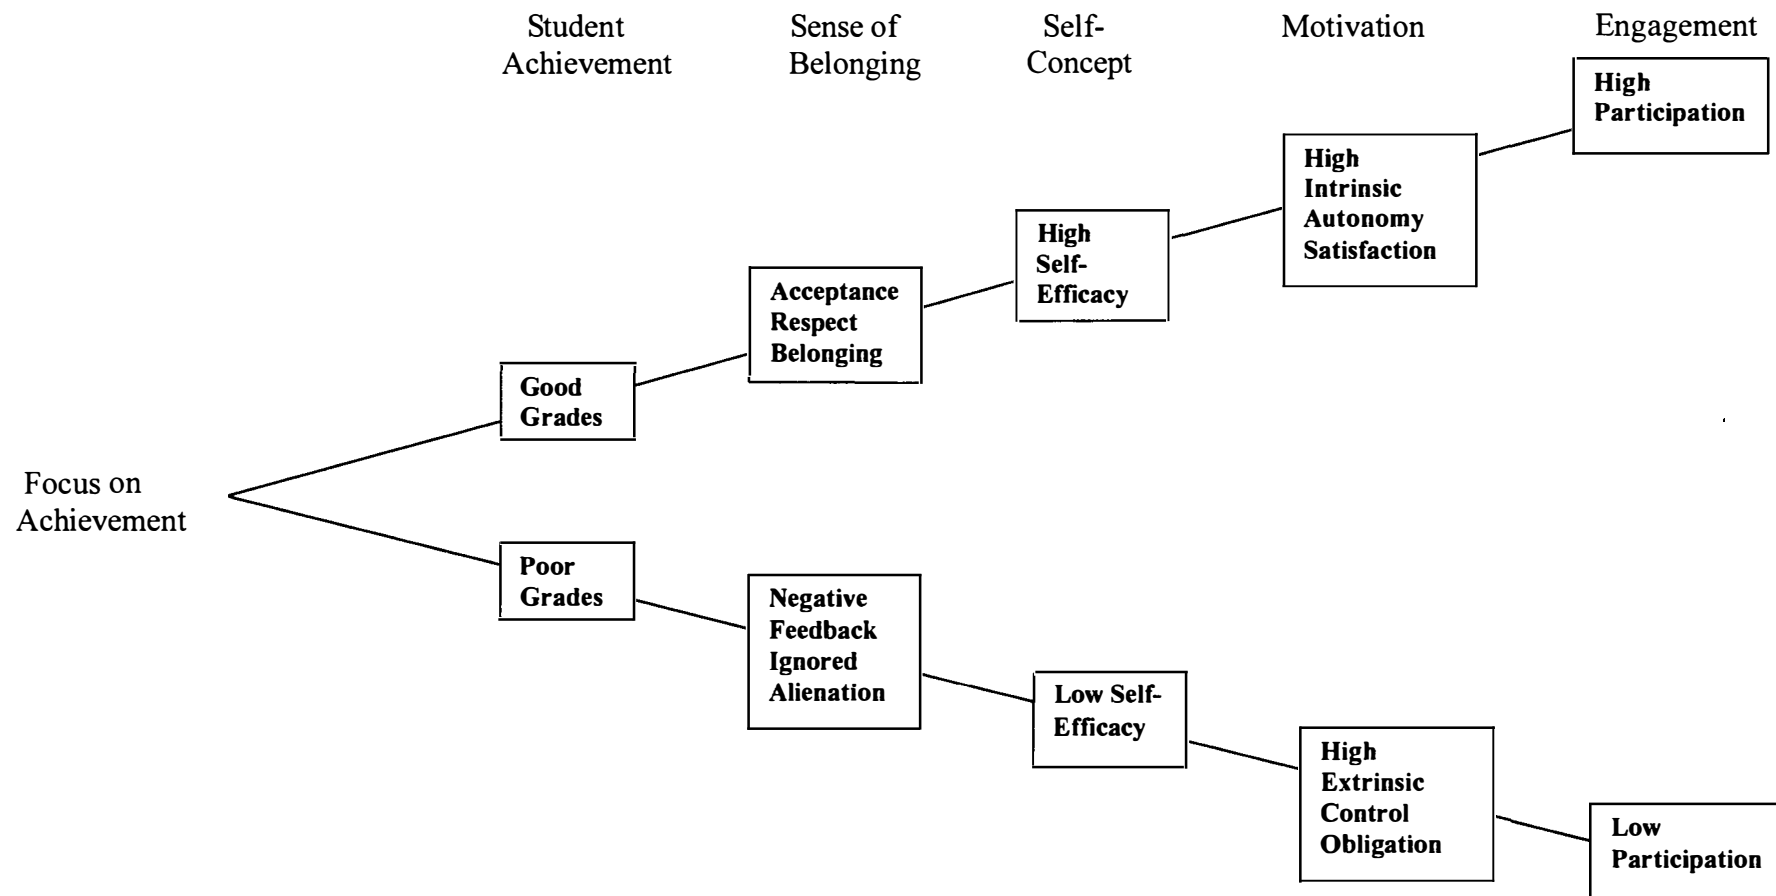 Student
Achievement
Sense of
Belonging
Self-
Concept
Motivation
Engagement
High
Participation
High
Intrinsic
Autonomy
Satisfaction
High
Self-
Efficacy
Acceptance
Respect
Belonging
Good
Grades
Focus on
Achievement
Poor
Grades
Negative
Feedback
Ignored
Alienation
Low Self-
Efficacy
High
Extrinsic
Control
Obligation
Low
Participation